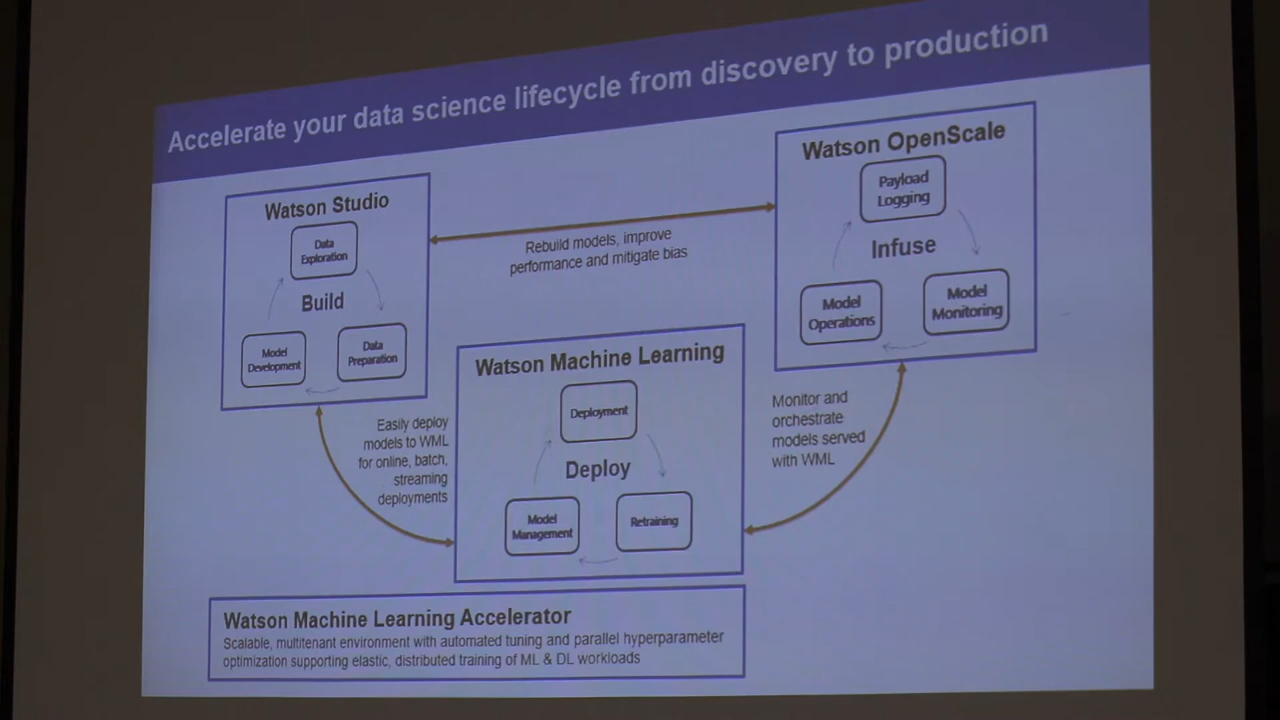 Accelerate your data science lifecycle from discovery to production
Watson Studio
Data
Exploration
Build
Model
Development
Data
Preparation
Rebuild models, improve
performance and mitigate bias
Watson OpenScale
Payload
Logging
Infuse
Model
Operations
Model
Monitoring
Easily deploy
models to WML
for online, batch,
streaming
deployments
Watson Machine Learning
Deployment
Deploy
Model
Management
Retraining
Monitor and
orchestrate
models served
with WML
Watson Machine Learning Accelerator
Scalable, multitenant environment with automated tuning and parallel hyperparameter
optimization supporting elastic, distributed training of ML & DL workloads